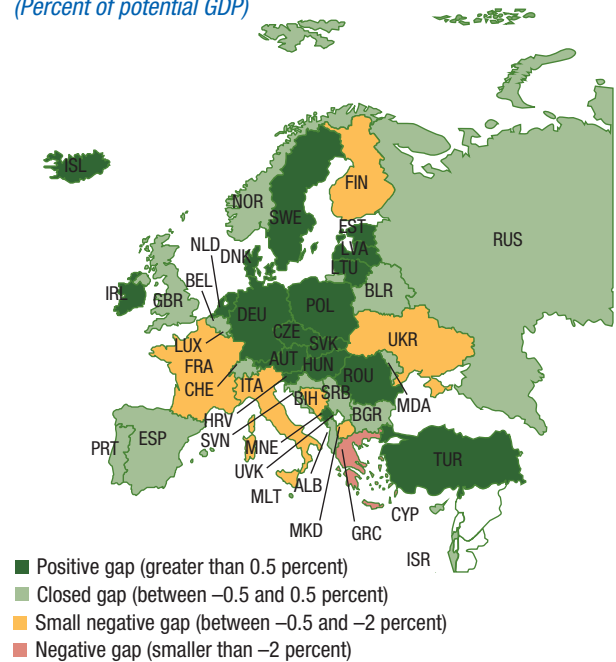 (Percent of potential GDP)
ISL
FIN
NOR
SWE
RUS
EST
LVA
LTU
NLD
DNK
BEL
BLR
IRL
GBR
DEU
POL
CZE
UKR
LUX
SVK
FRA
AUT
HUN
CHE
ITA
ROU
BIH
SRB
MDA
HRV
BGR
SVN
MNE
PRT
ESP
UVK
TUR
MLT
ALB
CYP
MKD
GRC
ISR
Positive gap (greater than 0.5 percent)
Closed gap (between –0.5 and 0.5 percent)
Small negative gap (between –0.5 and –2 percent)
Negative gap (smaller than –2 percent)